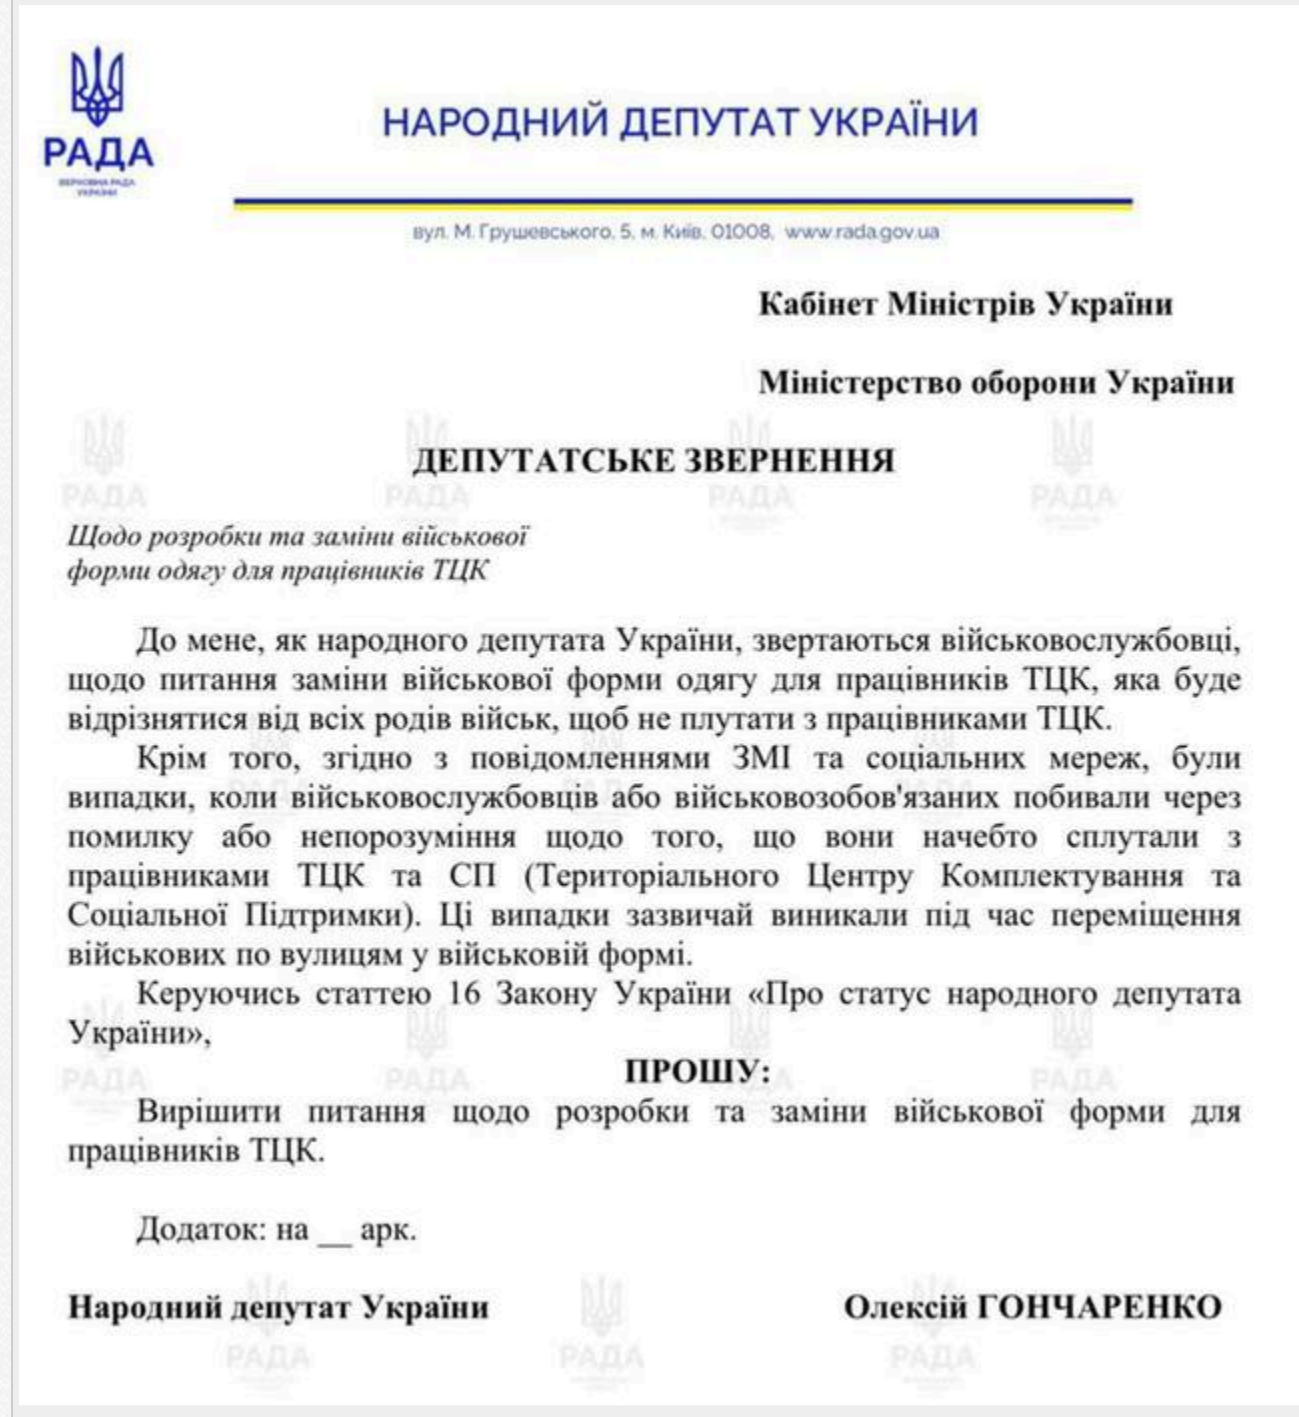 РАДА
ВЕРХОВНА РАДА
УКРАЇНИ
НАРОДНИЙ ДЕПУТАТ УКРАЇНИ
вул. М. Грушевського, 5, м. Київ, 01008, www.rada.gov.ua
Кабінет Міністрів України
Міністерство оборони України
ДЕПУТАТСЬКЕ ЗВЕРНЕННЯ
Щодо розробки та заміни військової
форми одягу для працівників ТЦК
До мене, як народного депутата України, звертаються військовослужбовці,
щодо питання заміни військової форми одягу для працівників ТЦК, яка буде
відрізнятися від всіх родів військ, щоб не плутати з працівниками ТЦК.
Крім того, згідно з повідомленнями ЗМІ та соціальних мереж, були
випадки, коли військовослужбовців або військовозобов'язаних побивали через
помилку або непорозуміння щодо того, що вони начебто сплутали з
працівниками ТЦК та СП (Територіального Центру Комплектування та
Соціальної Підтримки). Ці випадки зазвичай виникали під час переміщення
військових по вулицям у військовій формі.
Керуючись статтею 16 Закону України «Про статус народного депутата
України»,
ПРОШУ:
Вирішити питання щодо розробки та заміни військової форми для
працівників ТЦК.
Додаток: на __ арк.
Народний депутат України Олексій ГОНЧАРЕНКО